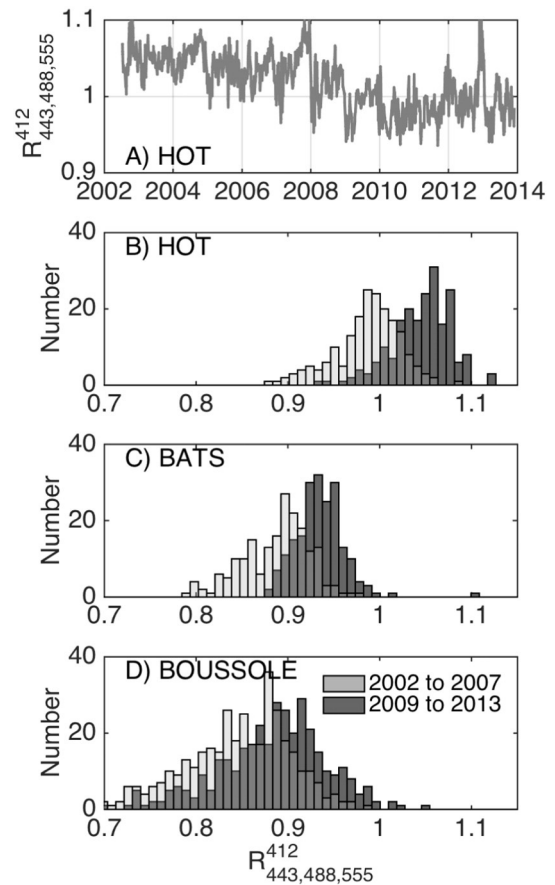 1.1
1
0.9
R^412_443,488,555
A) HOT
2002 2004 2006 2008 2010 2012 2014
40
20
0
Number
B) HOT
0.7 0.8 0.9 1 1.1
40
20
0
Number
C) BATS
0.7 0.8 0.9 1 1.1
40
20
0
Number
D) BOUSSOLE
2002 to 2007
2009 to 2013
0.7 0.8 0.9 1 1.1
R^412_443,488,555